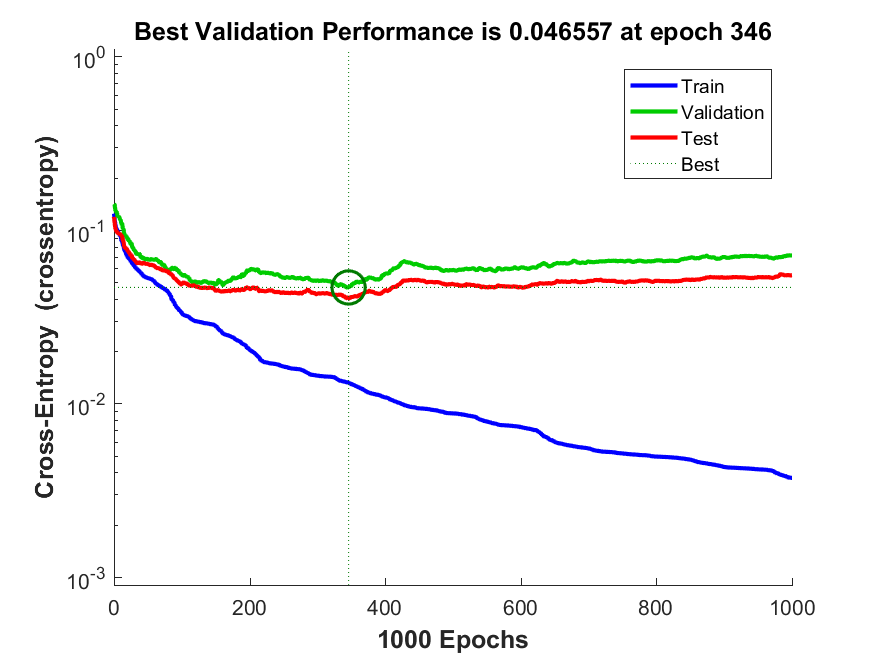 Best Validation Performance is 0.046557 at epoch 346
Cross-Entropy (crossentropy)
10^0
10^-1
10^-2
10^-3
Train
Validation
Test
Best
0 200 400 600 800 1000
1000 Epochs